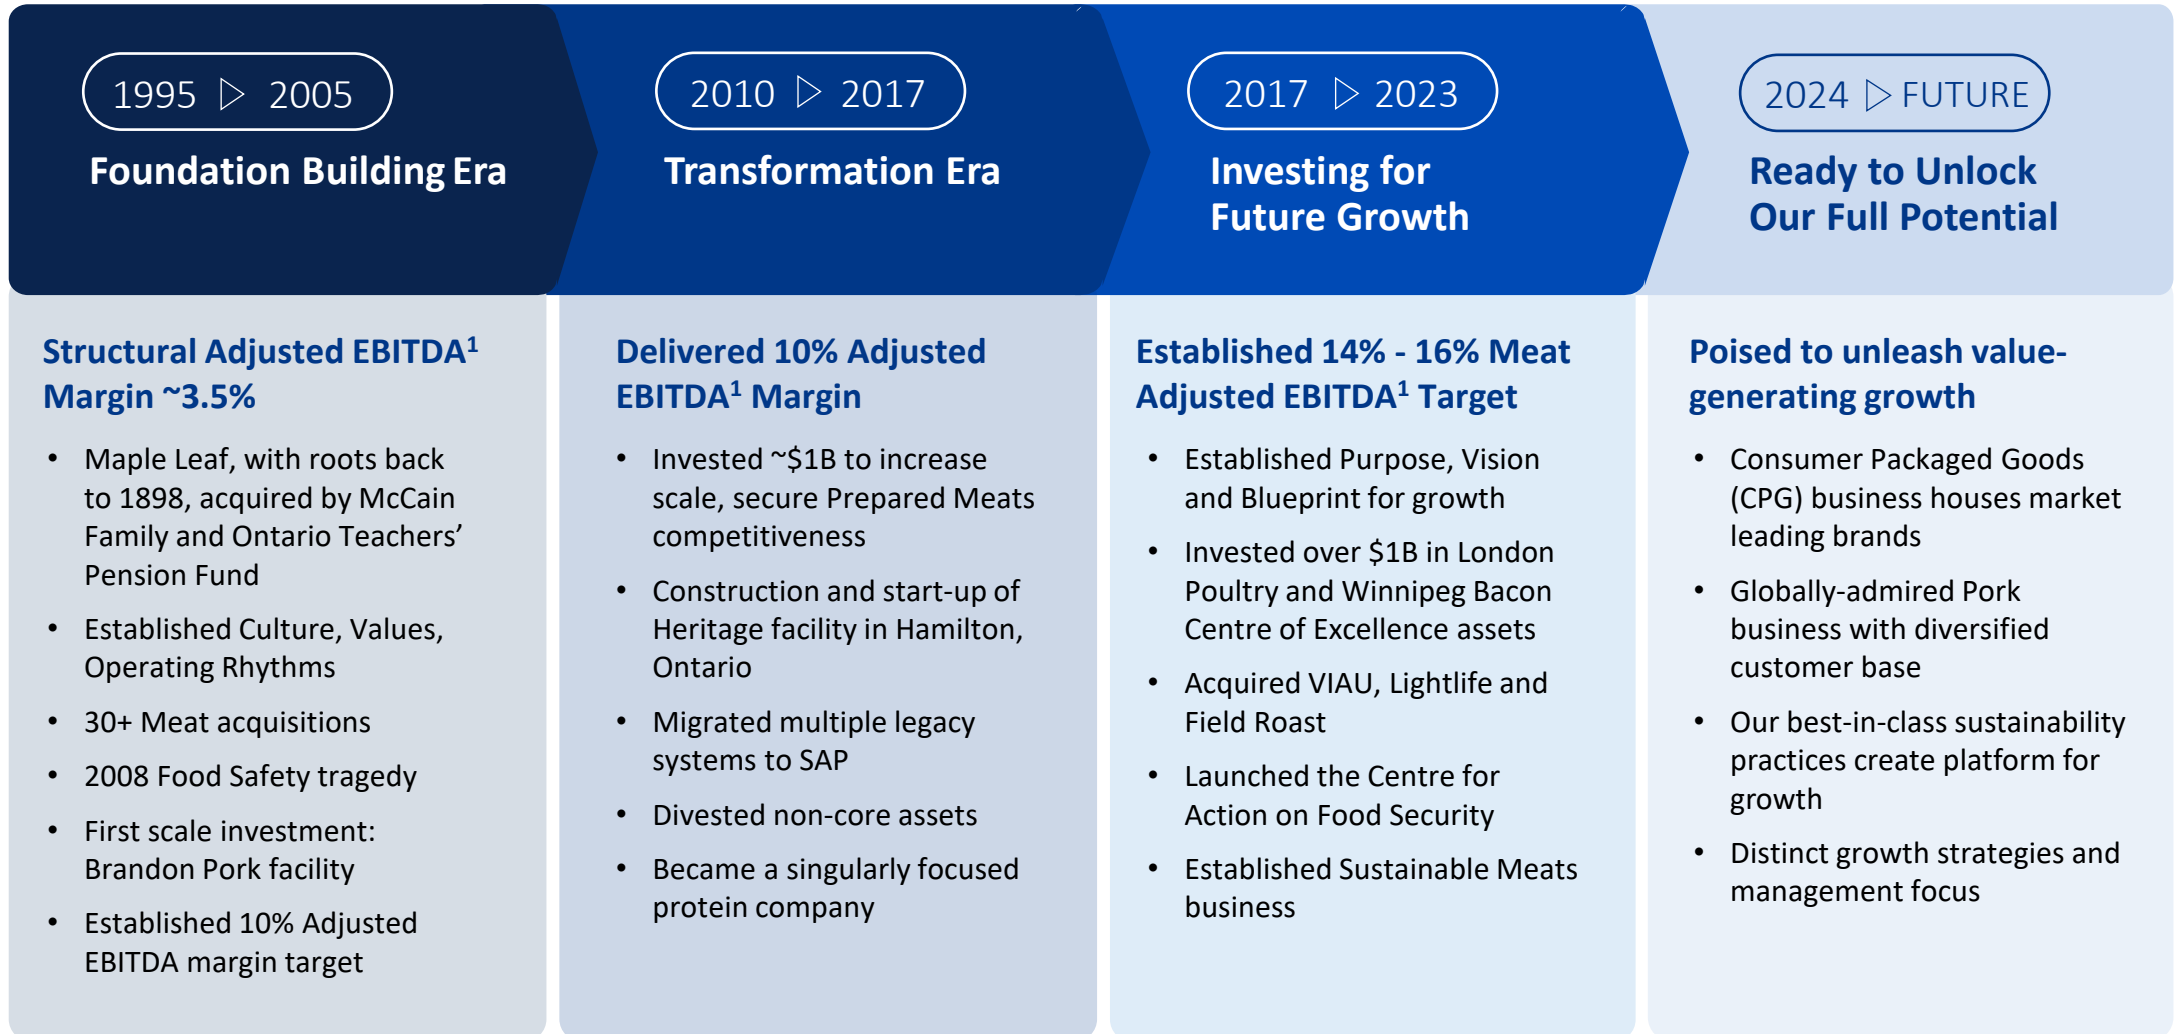 1995 ▷ 2005
Foundation Building Era
Structural Adjusted EBITDA¹
Margin ~3.5%
• Maple Leaf, with roots back
to 1898, acquired by McCain
Family and Ontario Teachers’
Pension Fund
• Established Culture, Values,
Operating Rhythms
• 30+ Meat acquisitions
• 2008 Food Safety tragedy
• First scale investment:
Brandon Pork facility
• Established 10% Adjusted
EBITDA margin target
2010 ▷ 2017
Transformation Era
Delivered 10% Adjusted
EBITDA¹ Margin
• Invested ~$1B to increase
scale, secure Prepared Meats
competitiveness
• Construction and start-up of
Heritage facility in Hamilton,
Ontario
• Migrated multiple legacy
systems to SAP
• Divested non-core assets
• Became a singularly focused
protein company
2017 ▷ 2023
Investing for
Future Growth
Established 14% - 16% Meat
Adjusted EBITDA¹ Target
• Established Purpose, Vision
and Blueprint for growth
• Invested over $1B in London
Poultry and Winnipeg Bacon
Centre of Excellence assets
• Acquired VIAU, Lightlife and
Field Roast
• Launched the Centre for
Action on Food Security
• Established Sustainable Meats
business
2024 ▷ FUTURE
Ready to Unlock
Our Full Potential
Poised to unleash value-
generating growth
• Consumer Packaged Goods
(CPG) business houses market
leading brands
• Globally-admired Pork
business with diversified
customer base
• Our best-in-class sustainability
practices create platform for
growth
• Distinct growth strategies and
management focus